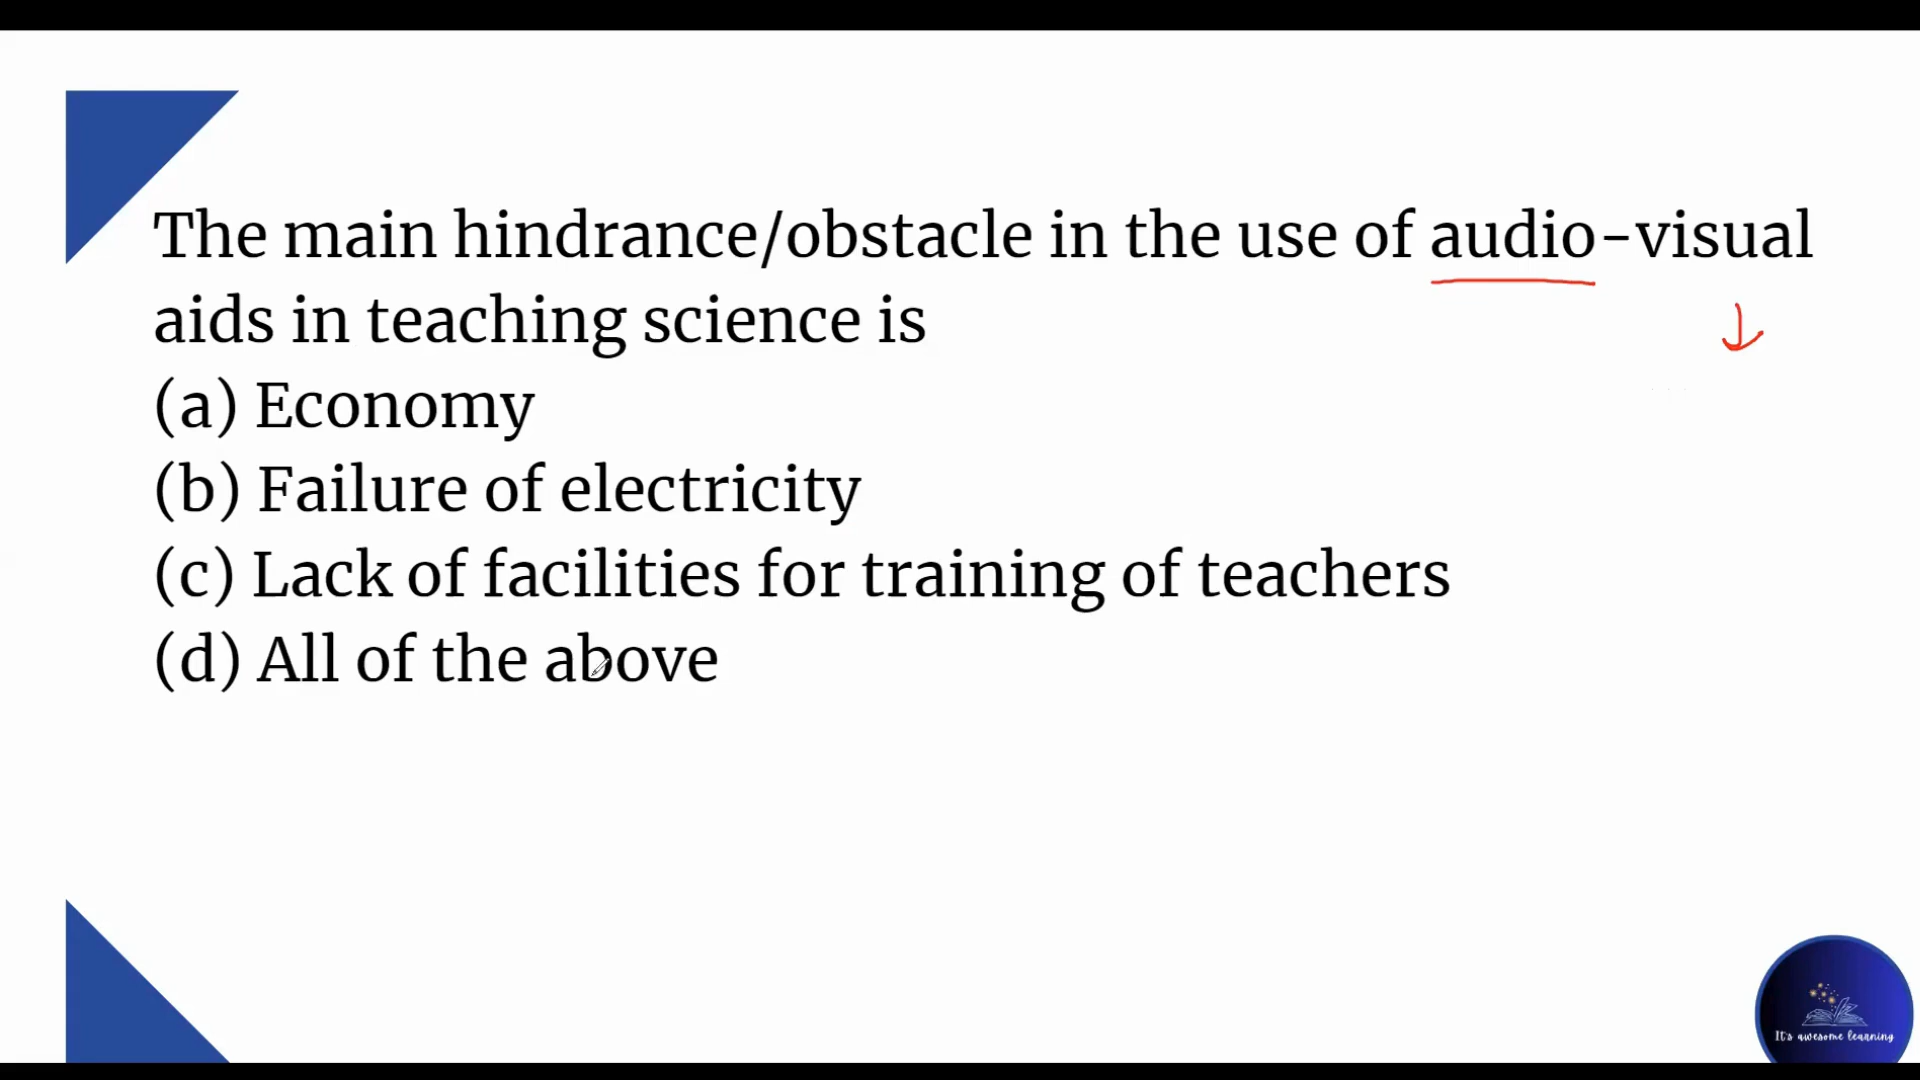 The main hindrance/obstacle in the use of audio-visual
aids in teaching science is
(a) Economy
(b) Failure of electricity
(c) Lack of facilities for training of teachers
(d) All of the above
It's awesome learning